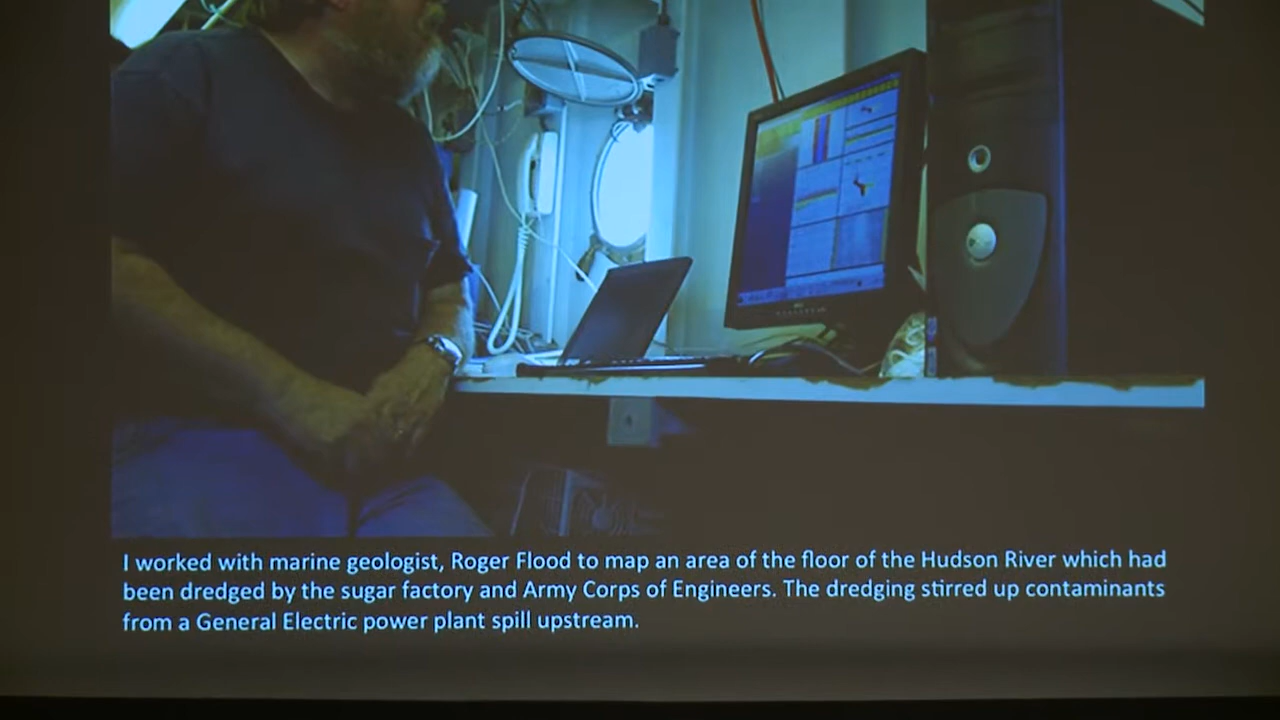 I worked with marine geologist, Roger Flood to map an area of the floor of the Hudson River which had
been dredged by the sugar factory and Army Corps of Engineers. The dredging stirred up contaminants
from a General Electric power plant spill upstream.